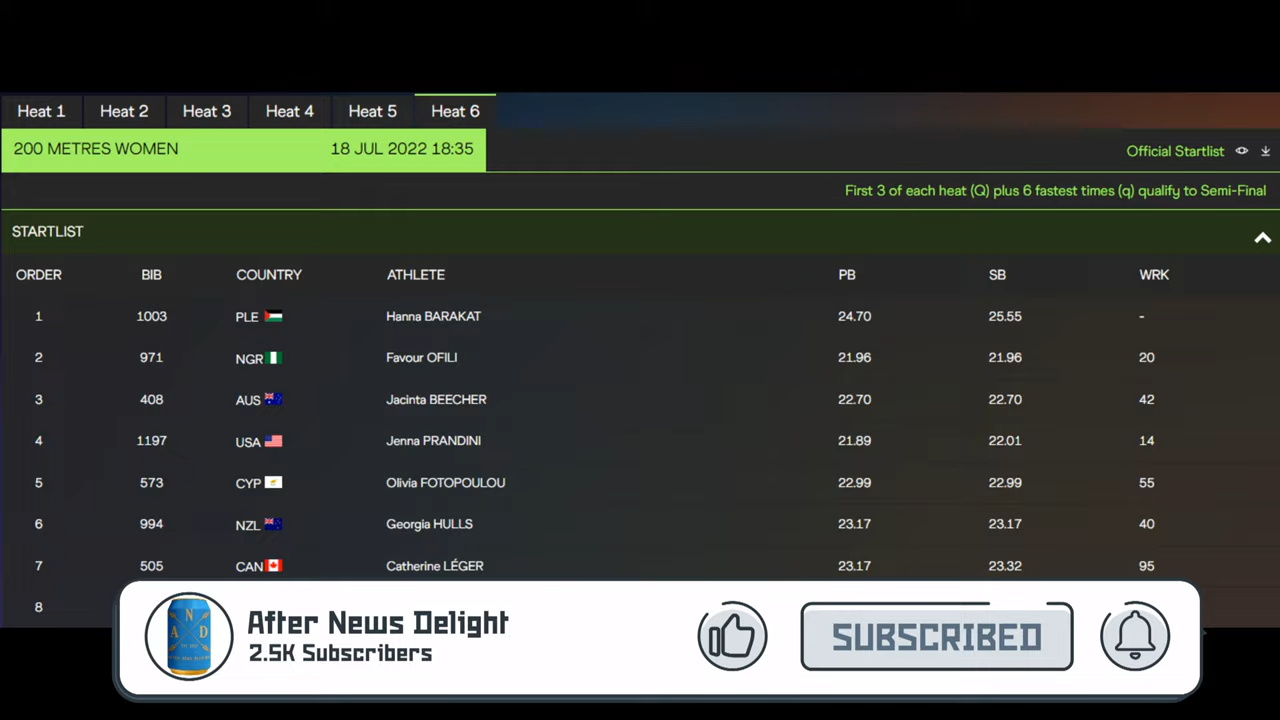 Heat 1 Heat 2 Heat 3 Heat 4 Heat 5 Heat 6
200 METRES WOMEN 18 JUL 2022 18:35
Official Startlist
First 3 of each heat (Q) plus 6 fastest times (q) qualify to Semi-Final
STARTLIST
ORDER BIB COUNTRY ATHLETE PB SB WRK
1 1003 PLE Hanna BARAKAT 24.70 25.55 -
2 971 NGR Favour OFILI 21.96 21.96 20
3 408 AUS Jacinta BEECHER 22.70 22.70 42
4 1197 USA Jenna PRANDINI 21.89 22.01 14
5 573 CYP Olivia FOTOPOULOU 22.99 22.99 55
6 994 NZL Georgia HULLS 23.17 23.17 40
7 505 CAN Catherine LÉGER 23.17 23.32 95
8
N
A D
After News Delight
2.5K Subscribers
SUBSCRIBED